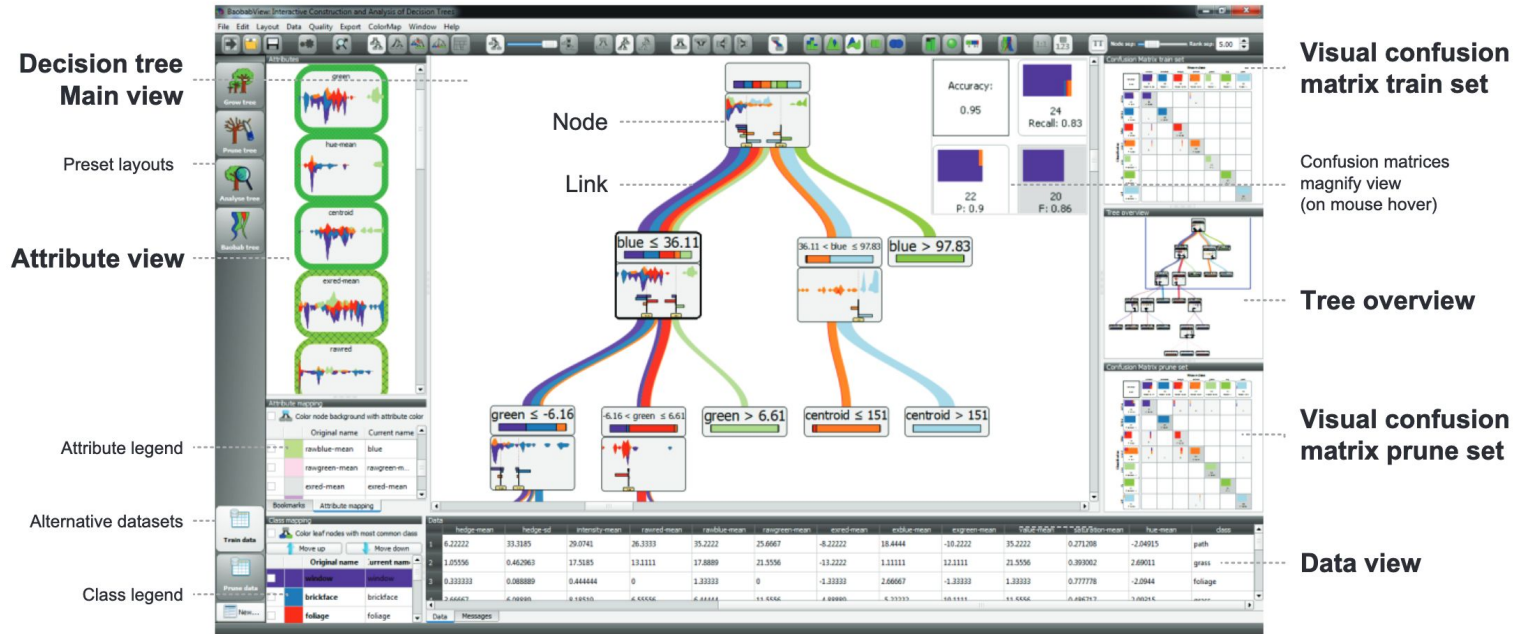 BaobabView: Interactive Construction and Analysis of Decision Trees
File Edit Layout Data Quality Export ColorMap Window Help
Node sep: Rank sep: 5.00
Decision tree
Main view
Preset layouts
Attribute view
Attribute legend
Alternative datasets
Class legend
Grow tree
Prune tree
Analyse tree
Baobab tree
Train data
Prune data
New...
Attributes
green
hue-mean
centroid
exred-mean
rawred
Attribute mapping
Color node background with attribute color
Original name Current name
rawblue-mean blue
rawgreen-mean rawgreen-m...
exred-mean exred-mean
Bookmarks Attribute mapping
Class mapping
Color leaf nodes with most common class
Move up Move down
Original name
window window
brickface brickface
foliage foliage
Node
Link
blue ≤ 36.11
36.11 < blue ≤ 97.83
blue > 97.83
green ≤ -6.16
-6.16 < green ≤ 6.61
green > 6.61
centroid ≤ 151
centroid > 151
Accuracy:
0.95
24
Recall: 0.83
22
P: 0.9
20
F: 0.86
Confusion Matrix train set
Tree overview
Confusion Matrix prune set
Data
hedge-mean hedge-sd intensity-mean rawred-mean rawblue-mean rawgreen-mean exred-mean exblue-mean exgreen-mean value-mean saturation-mean hue-mean class
1 6.22222 33.3185 29.0741 26.3333 35.2222 25.6667 -8.22222 18.4444 -10.2222 35.2222 0.271208 -2.04915 path
2 1.05556 0.462963 17.5185 13.1111 17.8889 21.5556 -13.2222 1.11111 12.1111 21.5556 0.393002 2.69011 grass
3 0.333333 0.088889 0.444444 0 1.33333 0 -1.33333 2.66667 -1.33333 1.33333 0.777778 -2.0944 foliage
Data Messages
Visual confusion
matrix train set
Confusion matrices
magnify view
(on mouse hover)
Tree overview
Visual confusion
matrix prune set
Data view